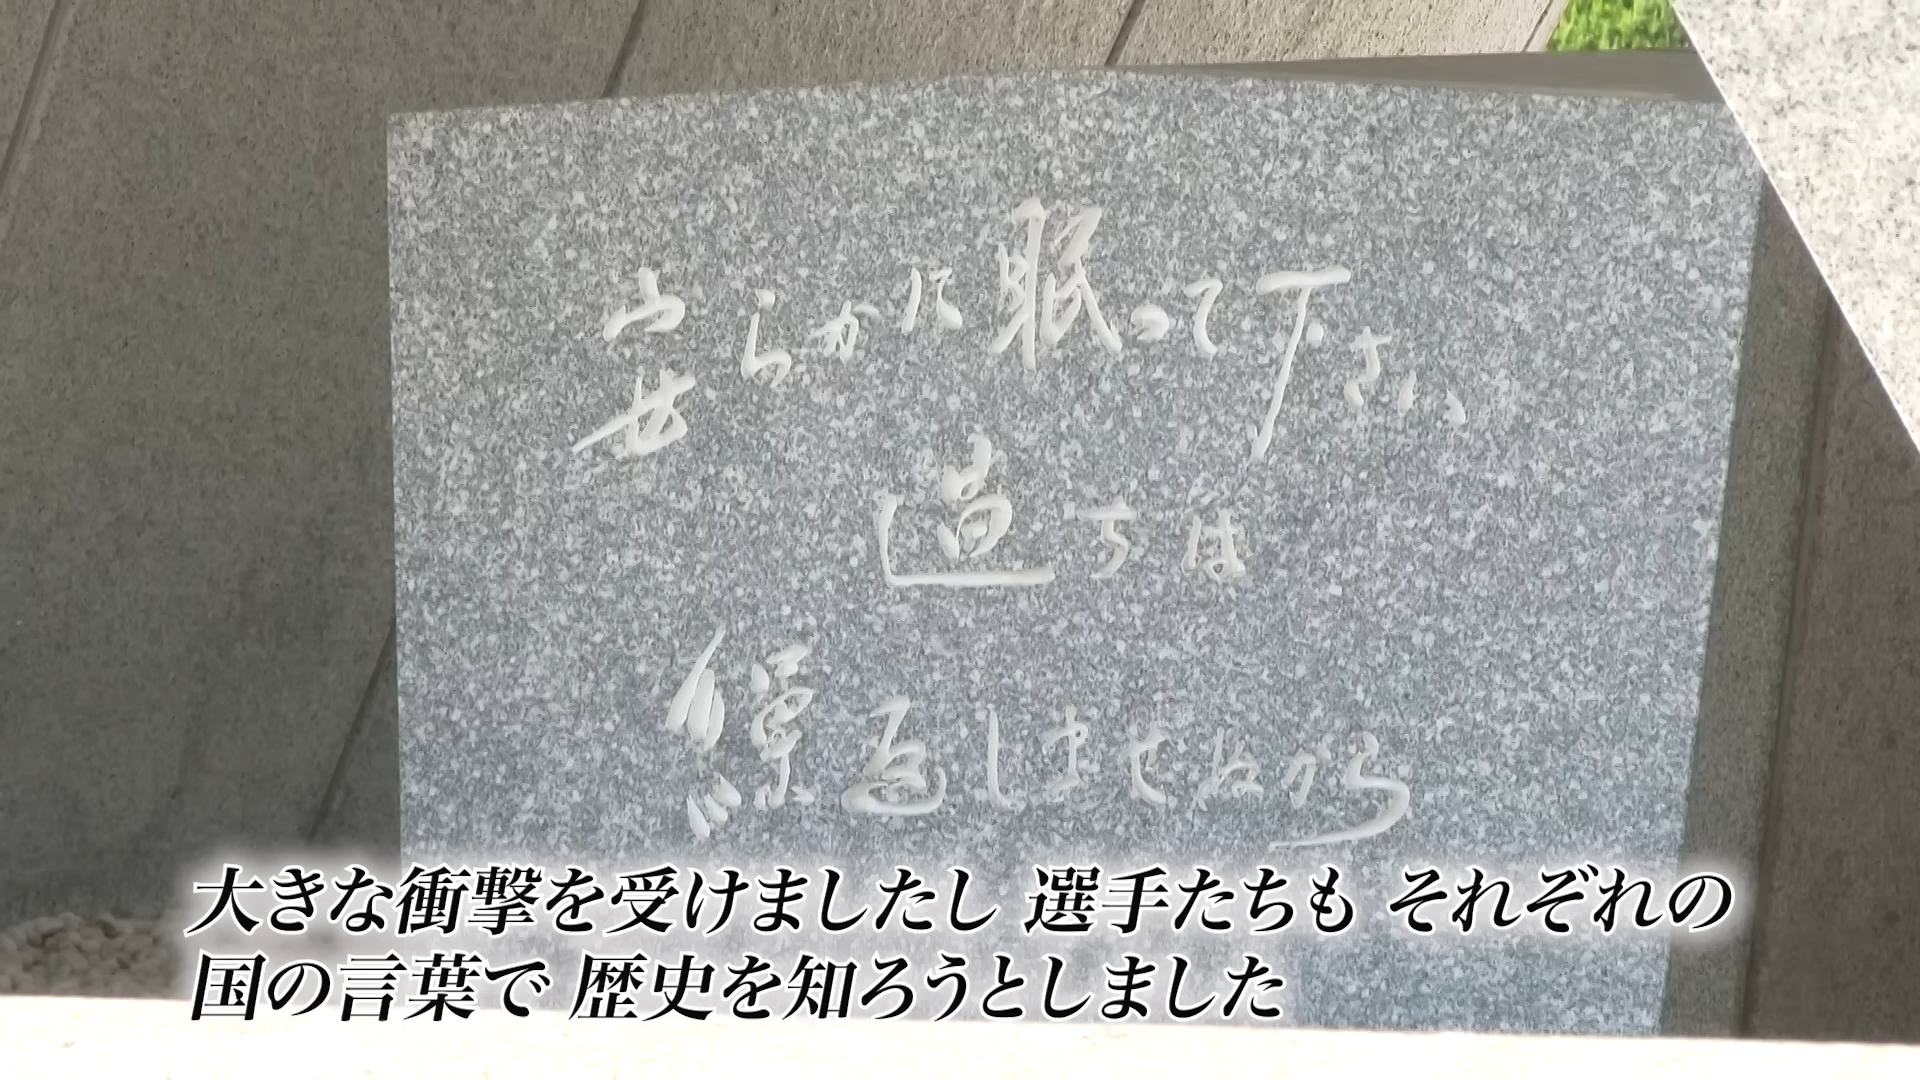 安らかに眠って下さい
過ちは
繰返しませぬから
大きな衝撃を受けましたし 選手たちも それぞれの
国の言葉で 歴史を知ろうとしました